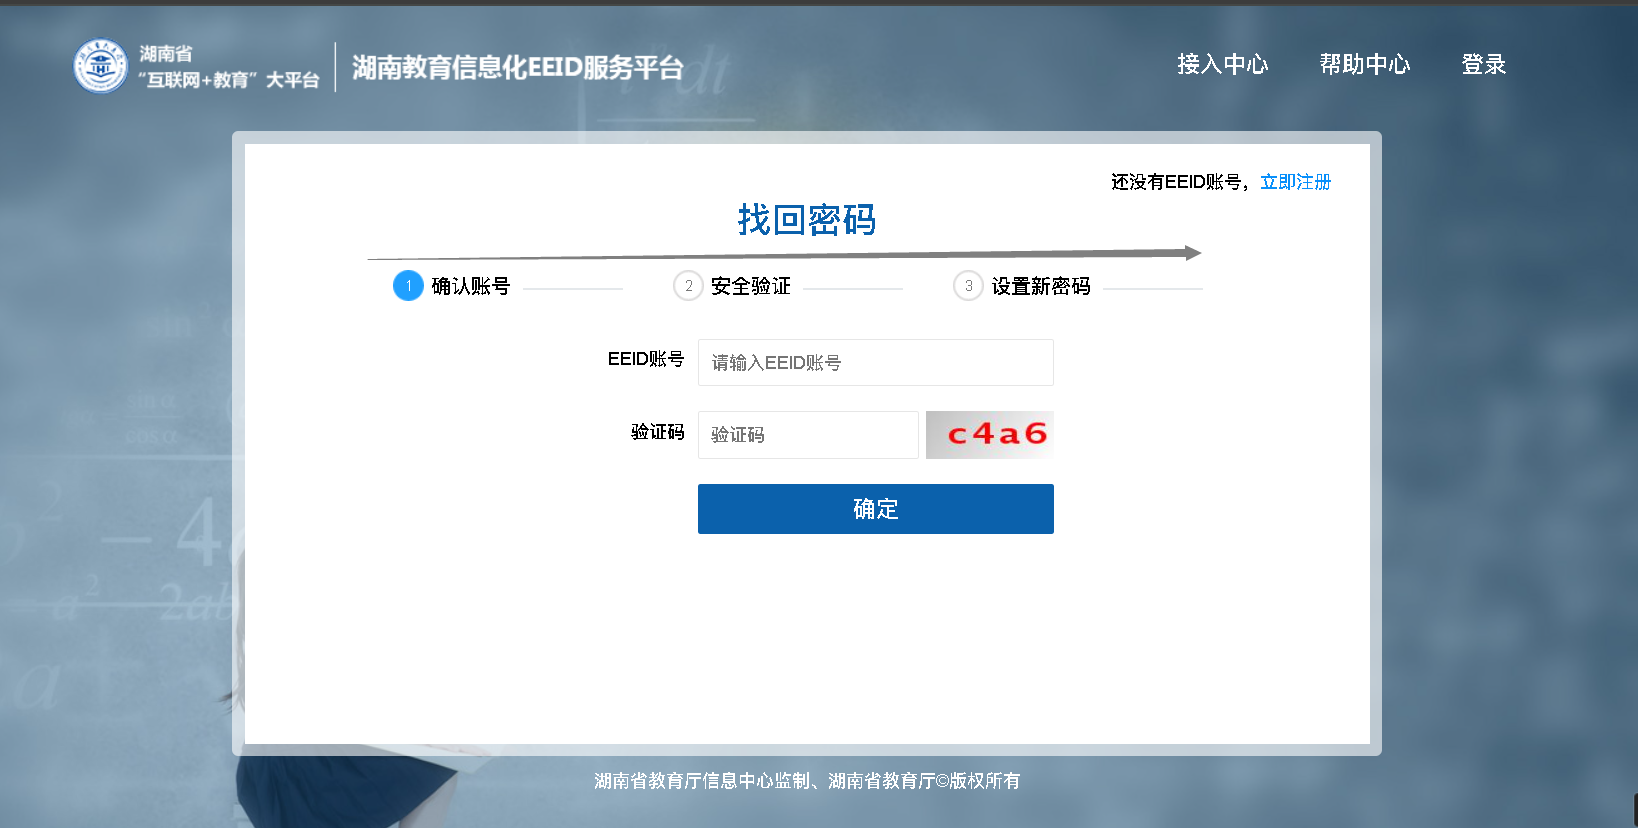 湖南省
“互联网+教育”大平台
湖南教育信息化EEID服务平台
接入中心
帮助中心
登录
还没有EEID账号，立即注册
找回密码
1 确认账号
2 安全验证
3 设置新密码
EEID账号
请输入EEID账号
验证码
验证码
c4a6
确定
湖南省教育厅信息中心监制、湖南省教育厅©版权所有